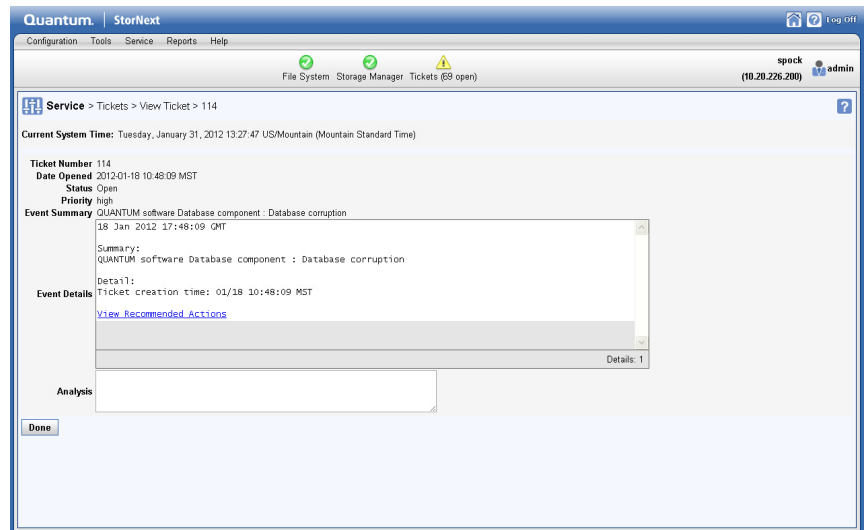 Quantum. StorNext Log Off
Configuration Tools Service Reports Help
File System Storage Manager Tickets (69 open)
spock
(10.20.226.200)
admin
Service > Tickets > View Ticket > 114
Current System Time: Tuesday, January 31, 2012 13:27:47 US/Mountain (Mountain Standard Time)
Ticket Number 114
Date Opened 2012-01-18 10:48:09 MST
Status Open
Priority high
Event Summary QUANTUM software Database component : Database corruption
18 Jan 2012 17:48:09 GMT
Summary:
QUANTUM software Database component : Database corruption
Detail:
Event Details Ticket creation time: 01/18 10:48:09 MST
View Recommended Actions
Details: 1
Analysis
Done